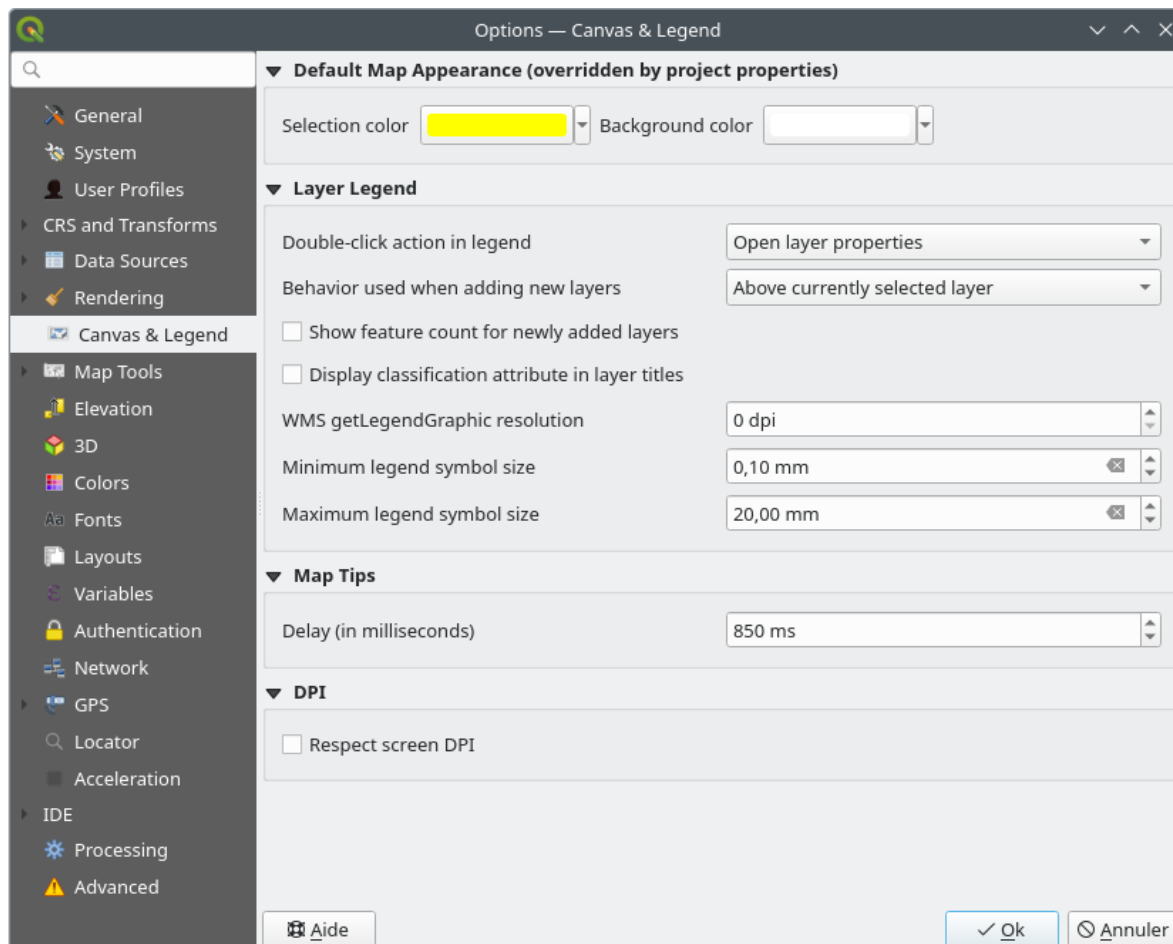 Options — Canvas & Legend
General
System
User Profiles
CRS and Transforms
Data Sources
Rendering
Canvas & Legend
Map Tools
Elevation
3D
Colors
Aa Fonts
Layouts
ε Variables
Authentication
Network
GPS
Locator
Acceleration
IDE
Processing
Advanced
Default Map Appearance (overridden by project properties)
Selection color Background color
Layer Legend
Double-click action in legend Open layer properties
Behavior used when adding new layers Above currently selected layer
Show feature count for newly added layers
Display classification attribute in layer titles
WMS getLegendGraphic resolution 0 dpi
Minimum legend symbol size 0,10 mm
Maximum legend symbol size 20,00 mm
Map Tips
Delay (in milliseconds) 850 ms
DPI
Respect screen DPI
Aide Ok Annuler